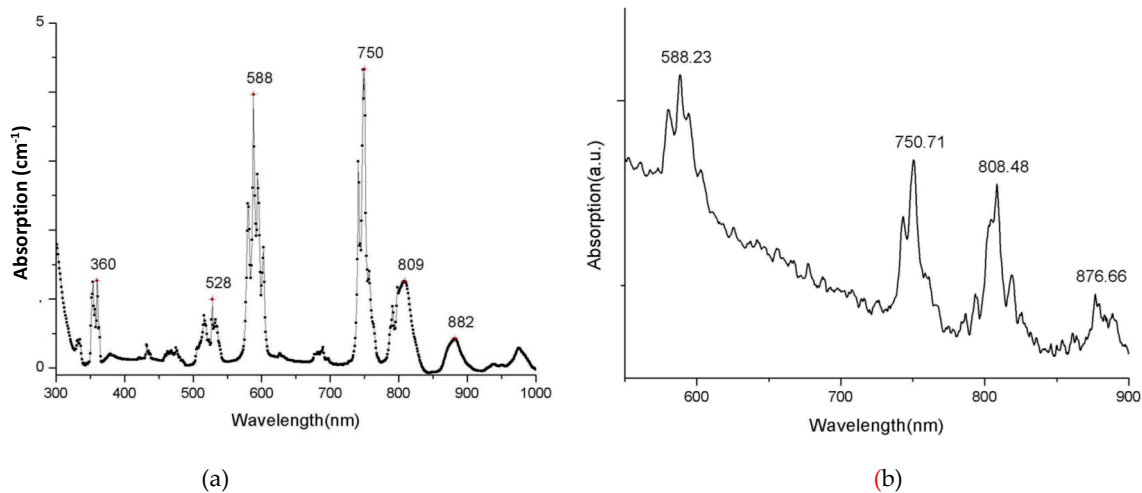 5
750
588
360
528
809
882
0
Absorption (cm-1)
300 400 500 600 700 800 900 1000
Wavelength(nm)
(a)
588.23
750.71
808.48
876.66
Absorption(a.u.)
600 700 800 900
Wavelength(nm)
(b)